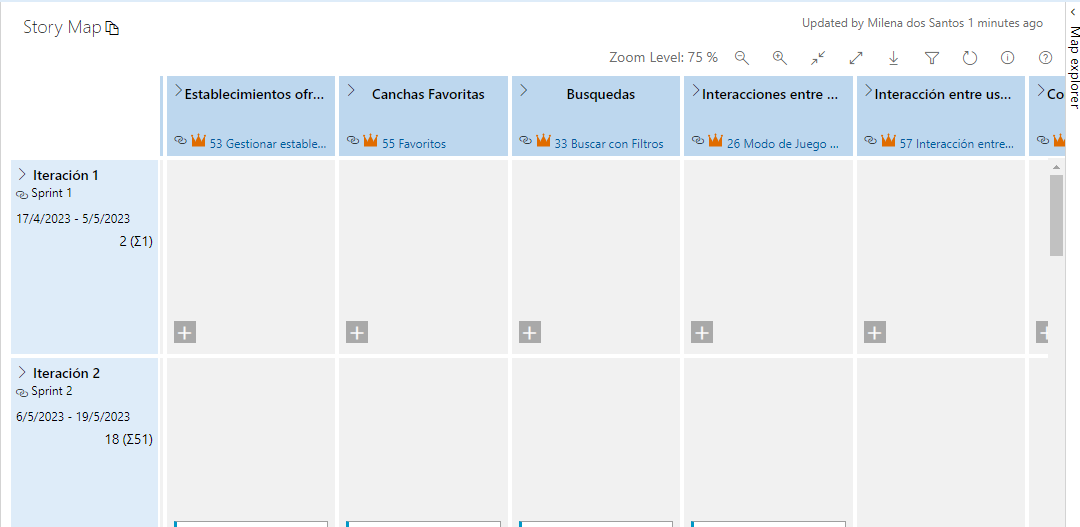 Story Map
Updated by Milena dos Santos 1 minutes ago
Zoom Level: 75 %
Map explorer
Establecimientos ofr...
Canchas Favoritas
Busquedas
Interacciones entre ...
Interacción entre us...
Co
53 Gestionar estable...
55 Favoritos
33 Buscar con Filtros
26 Modo de Juego ...
57 Interacción entre...
Iteración 1
Sprint 1
17/4/2023 - 5/5/2023
2 (Σ1)
Iteración 2
Sprint 2
6/5/2023 - 19/5/2023
18 (Σ51)